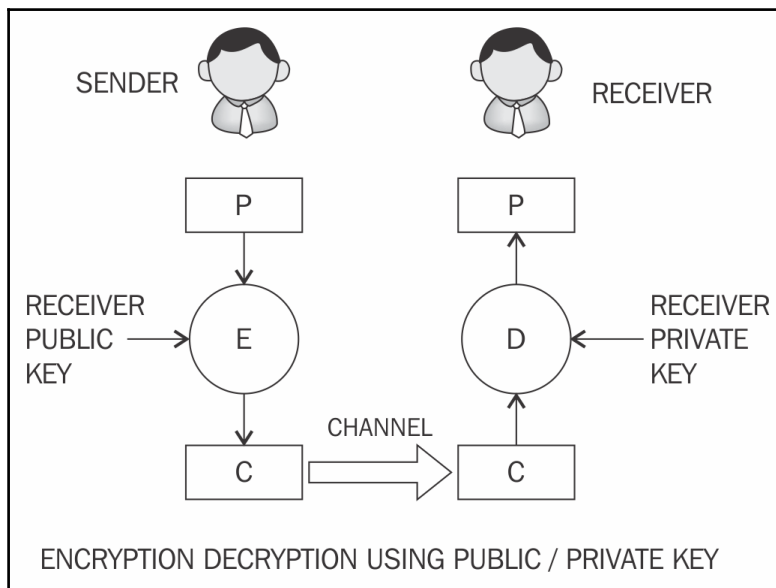 SENDER
RECEIVER
P
P
RECEIVER
PUBLIC
KEY
E
D
RECEIVER
PRIVATE
KEY
CHANNEL
C
C
ENCRYPTION DECRYPTION USING PUBLIC / PRIVATE KEY